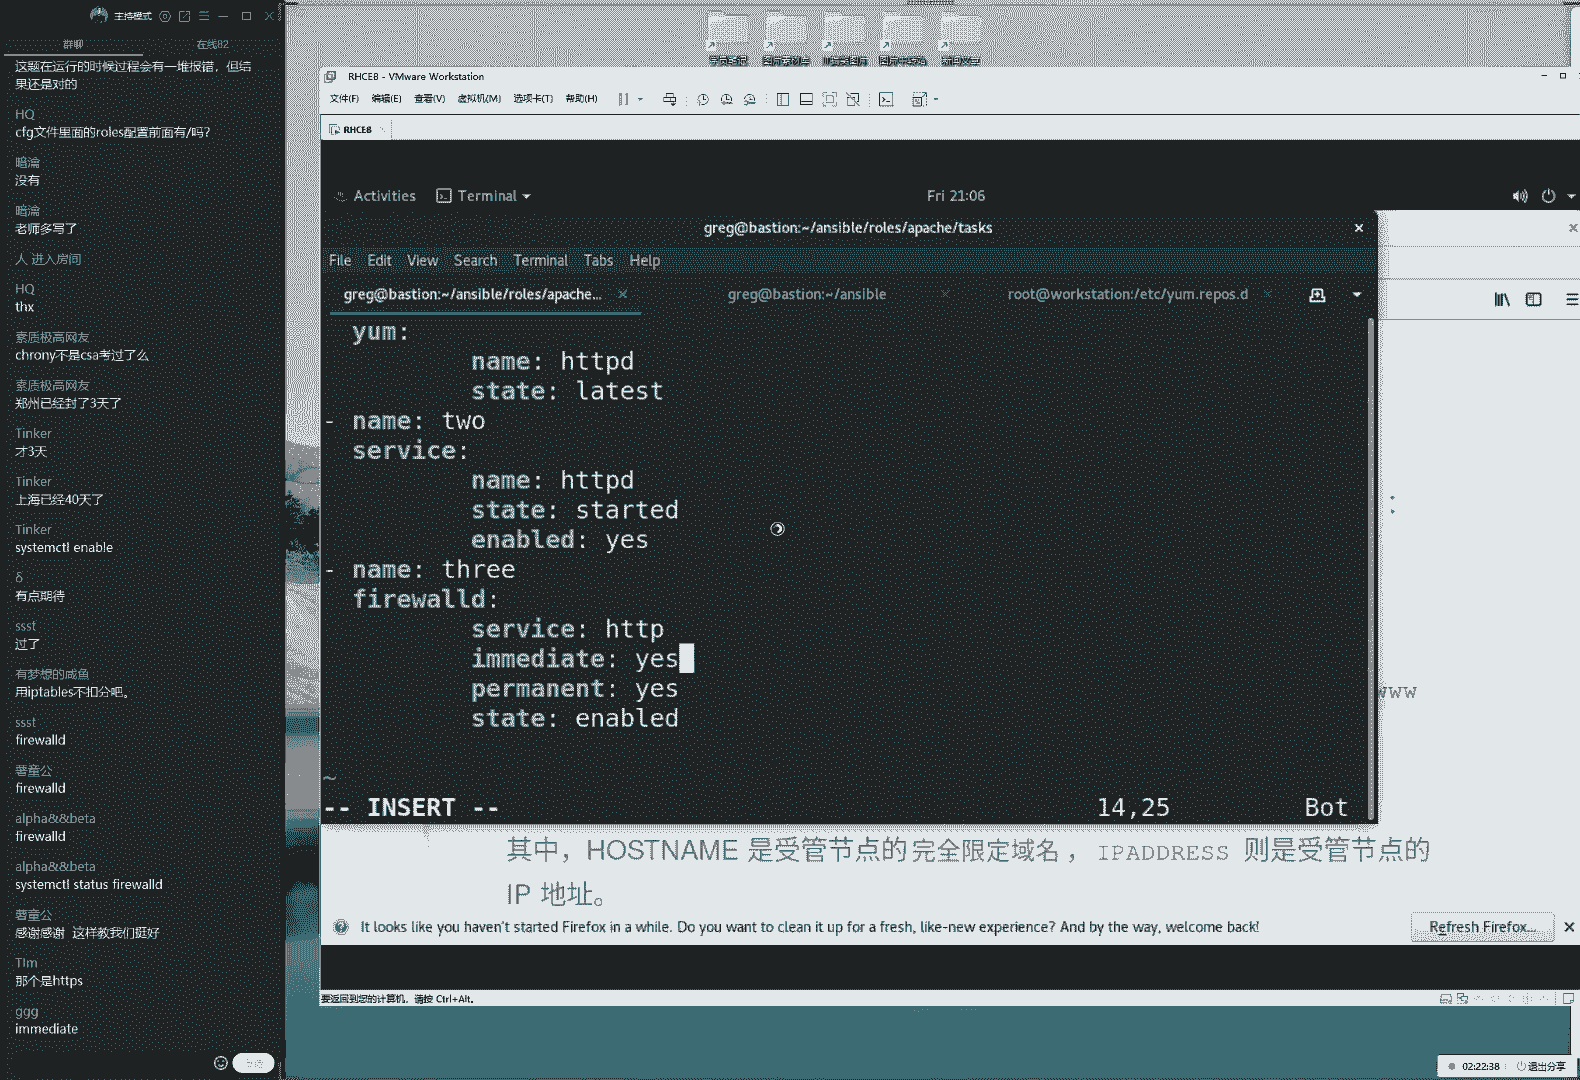 主持模式
群聊
在线82
这题在运行的时候过程会有一堆报错，但结
果还是对的
HQ
cfg文件里面的roles配置前面有/吗?
暗瀹
没有
暗瀹
老师多写了
人 进入房间
HQ
thx
素质极高网友
chrony不是csa考过了么
素质极高网友
郑州已经封了3天了
Tinker
才3天
Tinker
上海已经40天了
Tinker
systemctl enable
δ
有点期待
ssst
过了
有梦想的咸鱼
用iptables不扣分吧。
ssst
firewalld
薯童公
firewalld
alpha&&beta
firewalld
alpha&&beta
systemctl status firewalld
薯童公
感谢感谢 这样教我们挺好
TIm
那个是https
ggg
immediate
RHCE8 - VMware Workstation
文件(F) 编辑(E) 查看(V) 虚拟机(M) 选项卡(T) 帮助(H)
RHCE8
Activities Terminal
Fri 21:06
greg@bastion:~/ansible/roles/apache/tasks
File Edit View Search Terminal Tabs Help
greg@bastion:~/ansible/roles/apache... greg@bastion:~/ansible root@workstation:/etc/yum.repos.d
yum:
name: httpd
state: latest
- name: two
service:
name: httpd
state: started
enabled: yes
- name: three
firewalld:
service: http
immediate: yes
permanent: yes
state: enabled
~
-- INSERT -- 14,25 Bot
:
www
其中，HOSTNAME 是受管节点的完全限定域名，IPADDRESS 则是受管节点的
IP 地址。
It looks like you haven't started Firefox in a while. Do you want to clean it up for a fresh, like-new experience? And by the way, welcome back!
Refresh Firefox...
要返回到您的计算机，请按 Ctrl+Alt。
02:22:38 退出分享